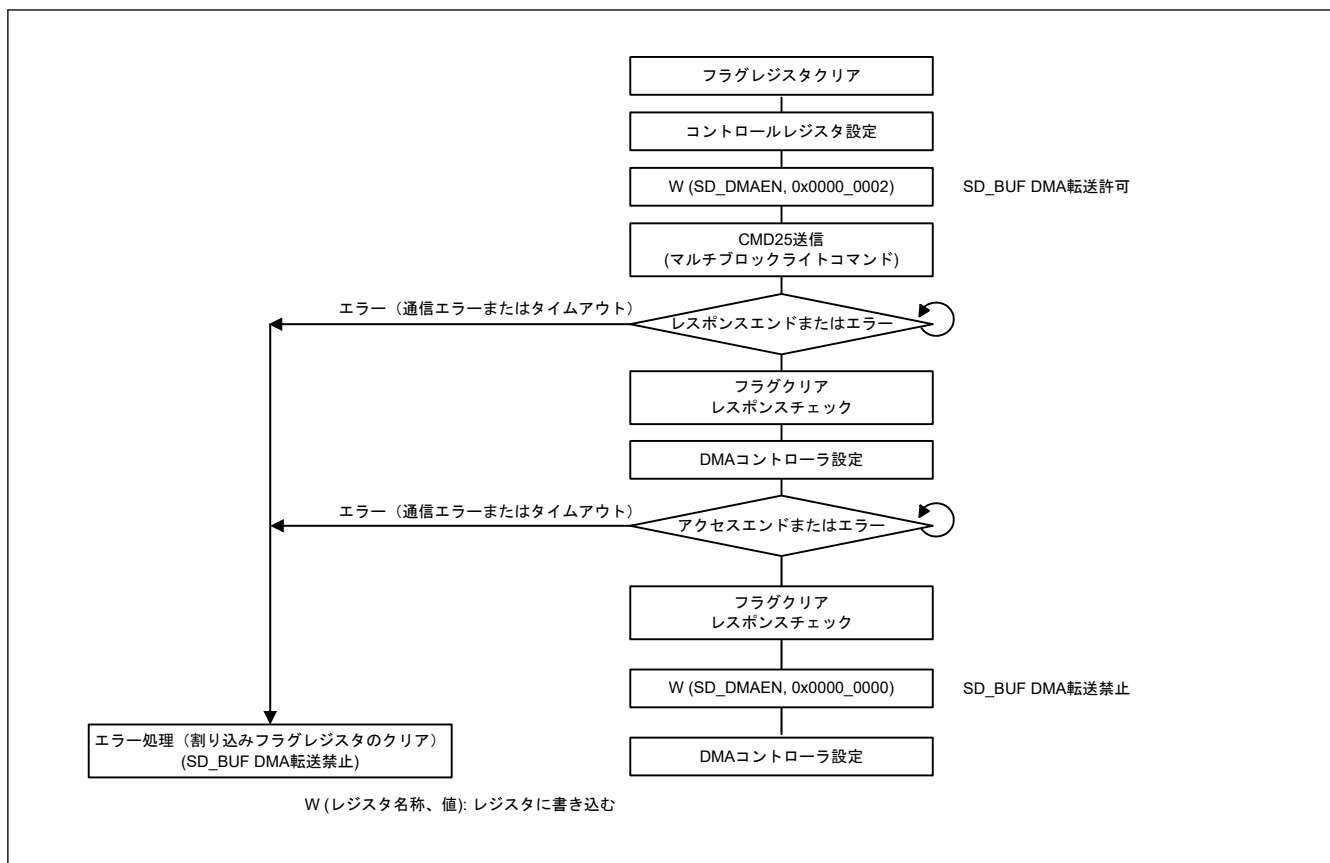 フラグレジスタクリア
コントロールレジスタ設定
W (SD_DMAEN, 0x0000_0002)
SD_BUF DMA転送許可
CMD25送信
(マルチブロックライトコマンド)
エラー（通信エラーまたはタイムアウト）
レスポンスエンドまたはエラー
フラグクリア
レスポンスチェック
DMAコントローラ設定
エラー（通信エラーまたはタイムアウト）
アクセスエンドまたはエラー
フラグクリア
レスポンスチェック
W (SD_DMAEN, 0x0000_0000)
SD_BUF DMA転送禁止
エラー処理（割り込みフラグレジスタのクリア）
(SD_BUF DMA転送禁止)
DMAコントローラ設定
W (レジスタ名称、値): レジスタに書き込む